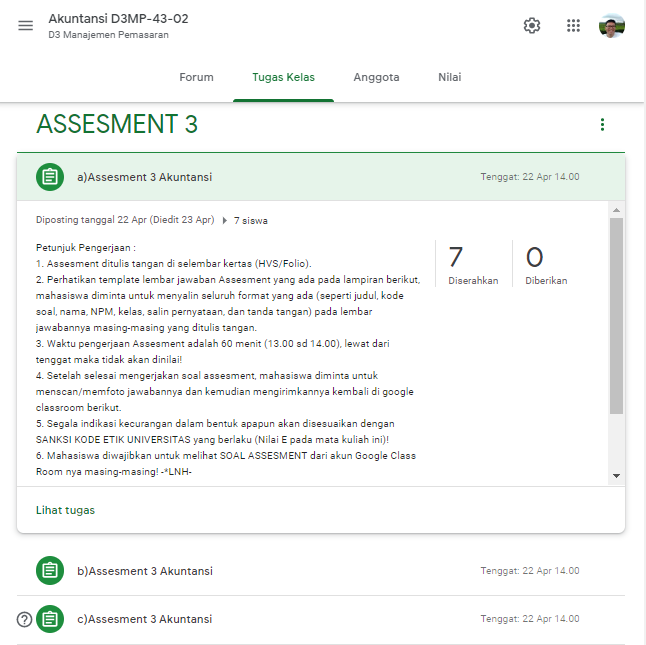 Akuntansi D3MP-43-02
D3 Manajemen Pemasaran
Forum Tugas Kelas Anggota Nilai
ASSESMENT 3
a)Assesment 3 Akuntansi Tenggat: 22 Apr 14.00
Diposting tanggal 22 Apr (Diedit 23 Apr) 7 siswa
Petunjuk Pengerjaan :
1. Assesment ditulis tangan di selembar kertas (HVS/Folio).
2. Perhatikan template lembar jawaban Assesment yang ada pada lampiran berikut,
mahasiswa diminta untuk menyalin seluruh format yang ada (seperti judul, kode
soal, nama, NPM, kelas, salin pernyataan, dan tanda tangan) pada lembar
jawabannya masing-masing yang ditulis tangan.
3. Waktu pengerjaan Assesment adalah 60 menit (13.00 sd 14.00), lewat dari
tenggat maka tidak akan dinilai!
4. Setelah selesai mengerjakan soal assesment, mahasiswa diminta untuk
menscan/memfoto jawabannya dan kemudian mengirimkannya kembali di google
classroom berikut.
5. Segala indikasi kecurangan dalam bentuk apapun akan disesuaikan dengan
SANKSI KODE ETIK UNIVERSITAS yang berlaku (Nilai E pada mata kuliah ini)!
6. Mahasiswa diwajibkan untuk melihat SOAL ASSESMENT dari akun Google Class
Room nya masing-masing! -*LNH-
7 0
Diserahkan Diberikan
Lihat tugas
b)Assesment 3 Akuntansi Tenggat: 22 Apr 14.00
c)Assesment 3 Akuntansi Tenggat: 22 Apr 14.00